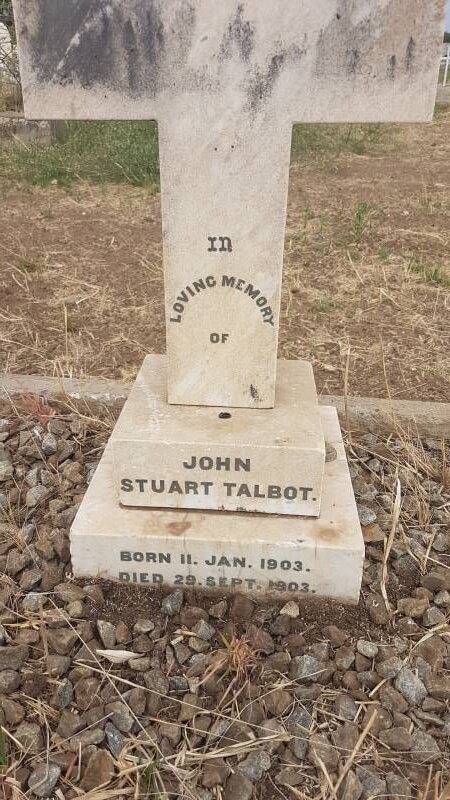 In
LOVING MEMORY
OF
JOHN
STUART TALBOT.
BORN 11. JAN. 1903.
DIED 29. SEPT. 1903.